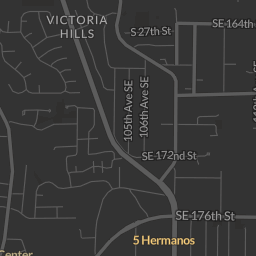 VICTORIA
HILLS
SE 164th
S 27th St
105th Ave SE
106th Ave SE
SE 172nd St
SE 176th St
5 Hermanos
Center